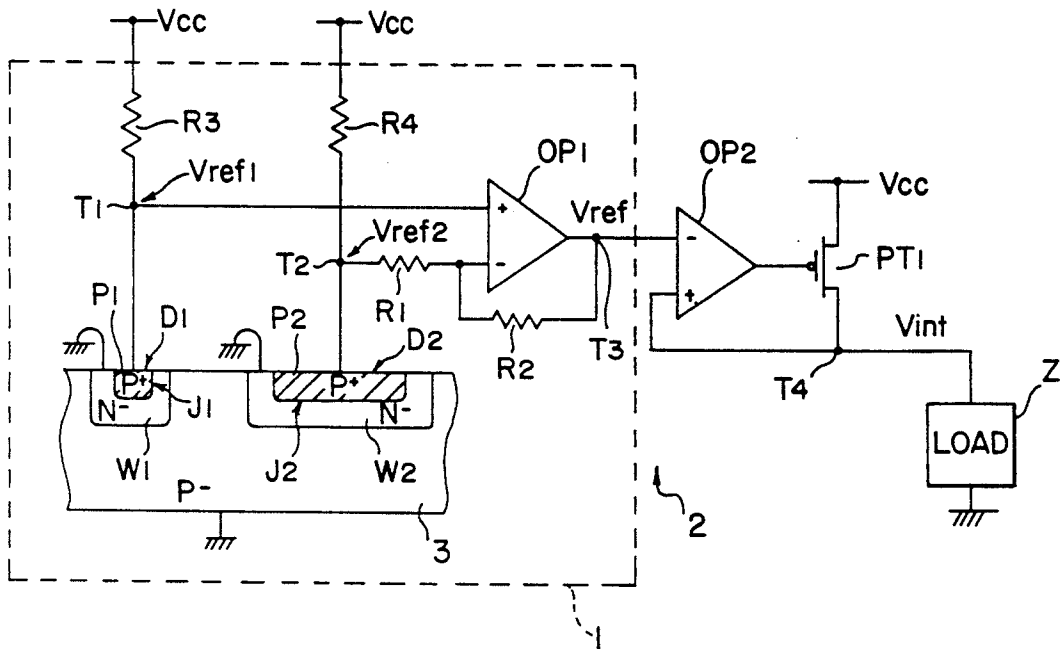 Vcc
Vcc
R3
R4
OP1
OP2
Vcc
Vref1
T1
Vref
Vref2
T2
R1
PT1
P1
D1
P2
D2
R2
T3
Vint
T4
P+
J1
P+
N-
N-
Z
W1
J2
W2
LOAD
P-
3
2
1